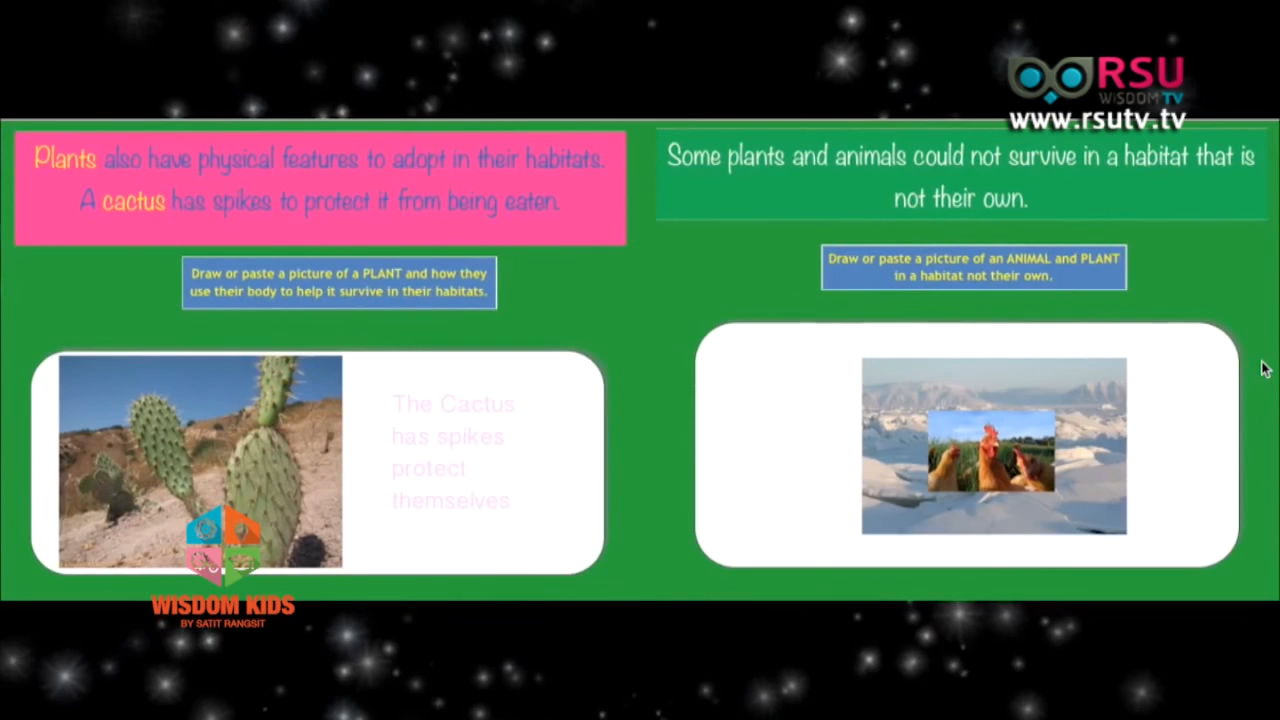 RSU
WISDOM TV
www.rsutv.tv
Plants also have physical features to adopt in their habitats.
A cactus has spikes to protect it from being eaten.
Draw or paste a picture of a PLANT and how they
use their body to help it survive in their habitats.
The Cactus
has spikes
protect
themselves
Some plants and animals could not survive in a habitat that is
not their own.
Draw or paste a picture of an ANIMAL and PLANT
in a habitat not their own.
WISDOM KIDS
BY SATIT RANGSIT